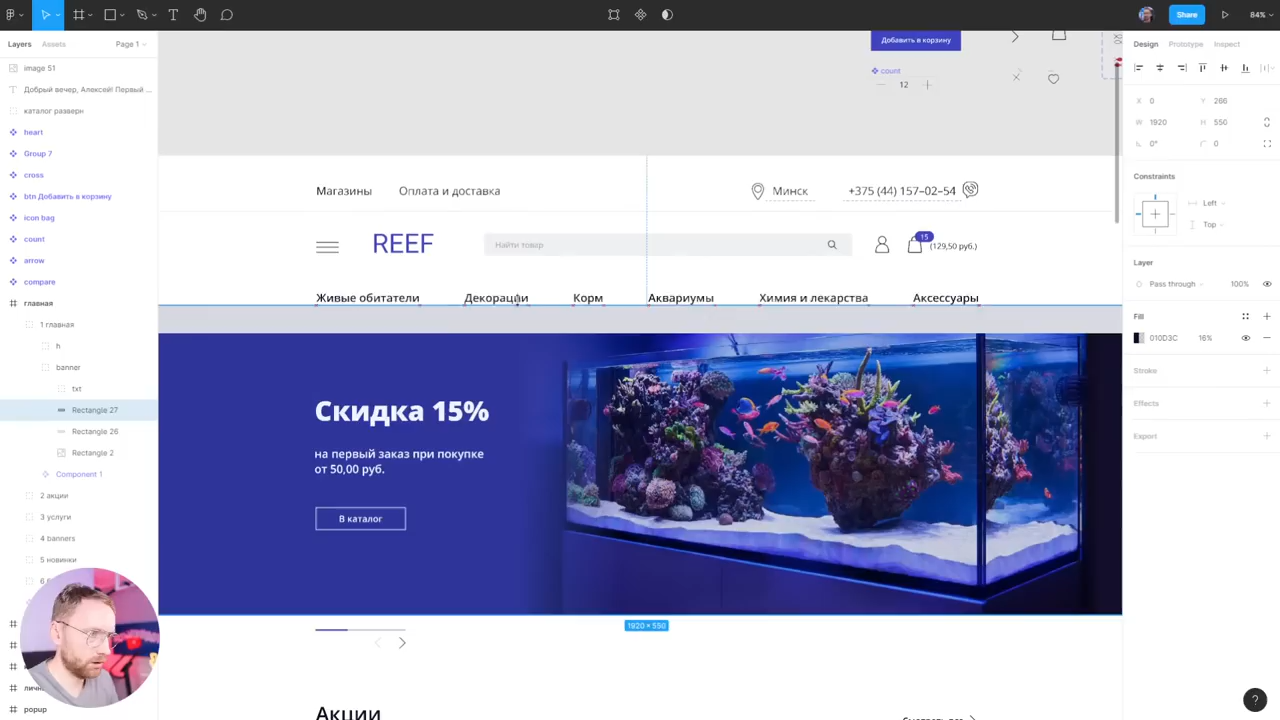 Share
84%
Layers
Assets
Page 1
Design
Prototype
Inspect
image 51
Добрый вечер, Алексей! Первый ...
каталог разверн
heart
Group 7
cross
btn Добавить в корзину
icon bag
count
arrow
compare
главная
1 главная
h
banner
txt
Rectangle 27
Rectangle 26
Rectangle 2
Component 1
2 акции
3 услуги
4 banners
5 новинки
popup
Добавить в корзину
count
12
Магазины
Оплата и доставка
Минск
+375 (44) 157-02-54
REEF
Найти товар
15
(129,50 руб.)
Живые обитатели
Декорации
Корм
Аквариумы
Химия и лекарства
Аксессуары
Скидка 15%
на первый заказ при покупке
от 50,00 руб.
В каталог
1920 × 550
Акции
X 0
Y 266
W 1920
H 550
0°
0
Constraints
Left
Top
Layer
Pass through
100%
Fill
010D3C
16%
Stroke
Effects
Export
?